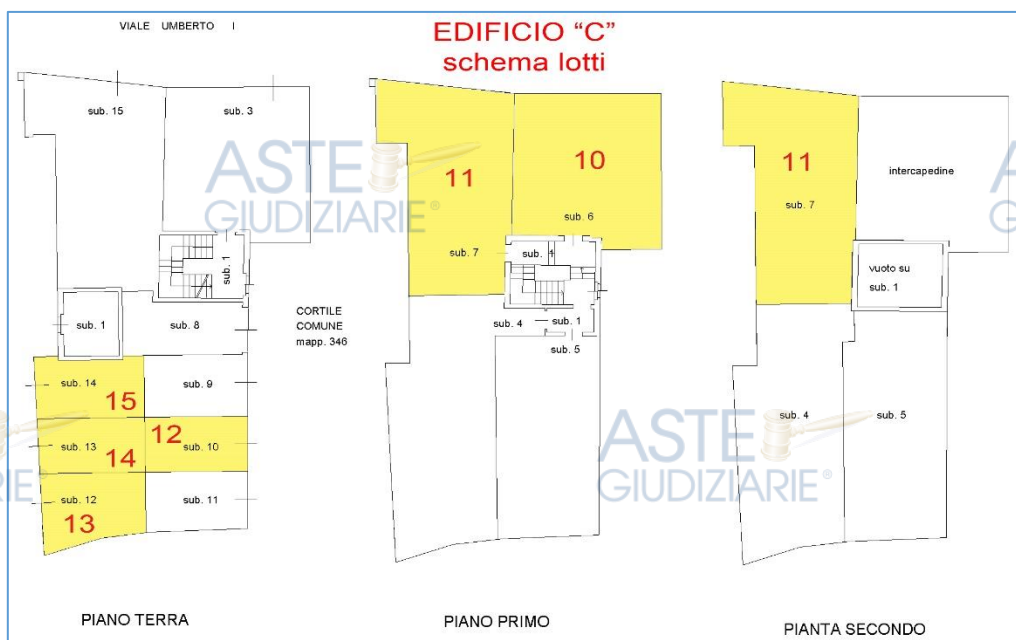 VIALE UMBERTO I
EDIFICIO “C”
schema lotti
sub. 15
sub. 3
sub. 1
sub. 1
sub. 8
CORTILE
COMUNE
mapp. 346
sub. 14
15
sub. 9
sub. 13
14
12
sub. 10
sub. 12
13
sub. 11
PIANO TERRA
11
10
sub. 6
sub. 7
sub. 1
sub. 4
sub. 1
sub. 5
PIANO PRIMO
11
sub. 7
intercapedine
vuoto su
sub. 1
sub. 4
sub. 5
PIANTA SECONDO
ASTE
GIUDIZIARIE®
ASTE
GIUDIZIARIE®